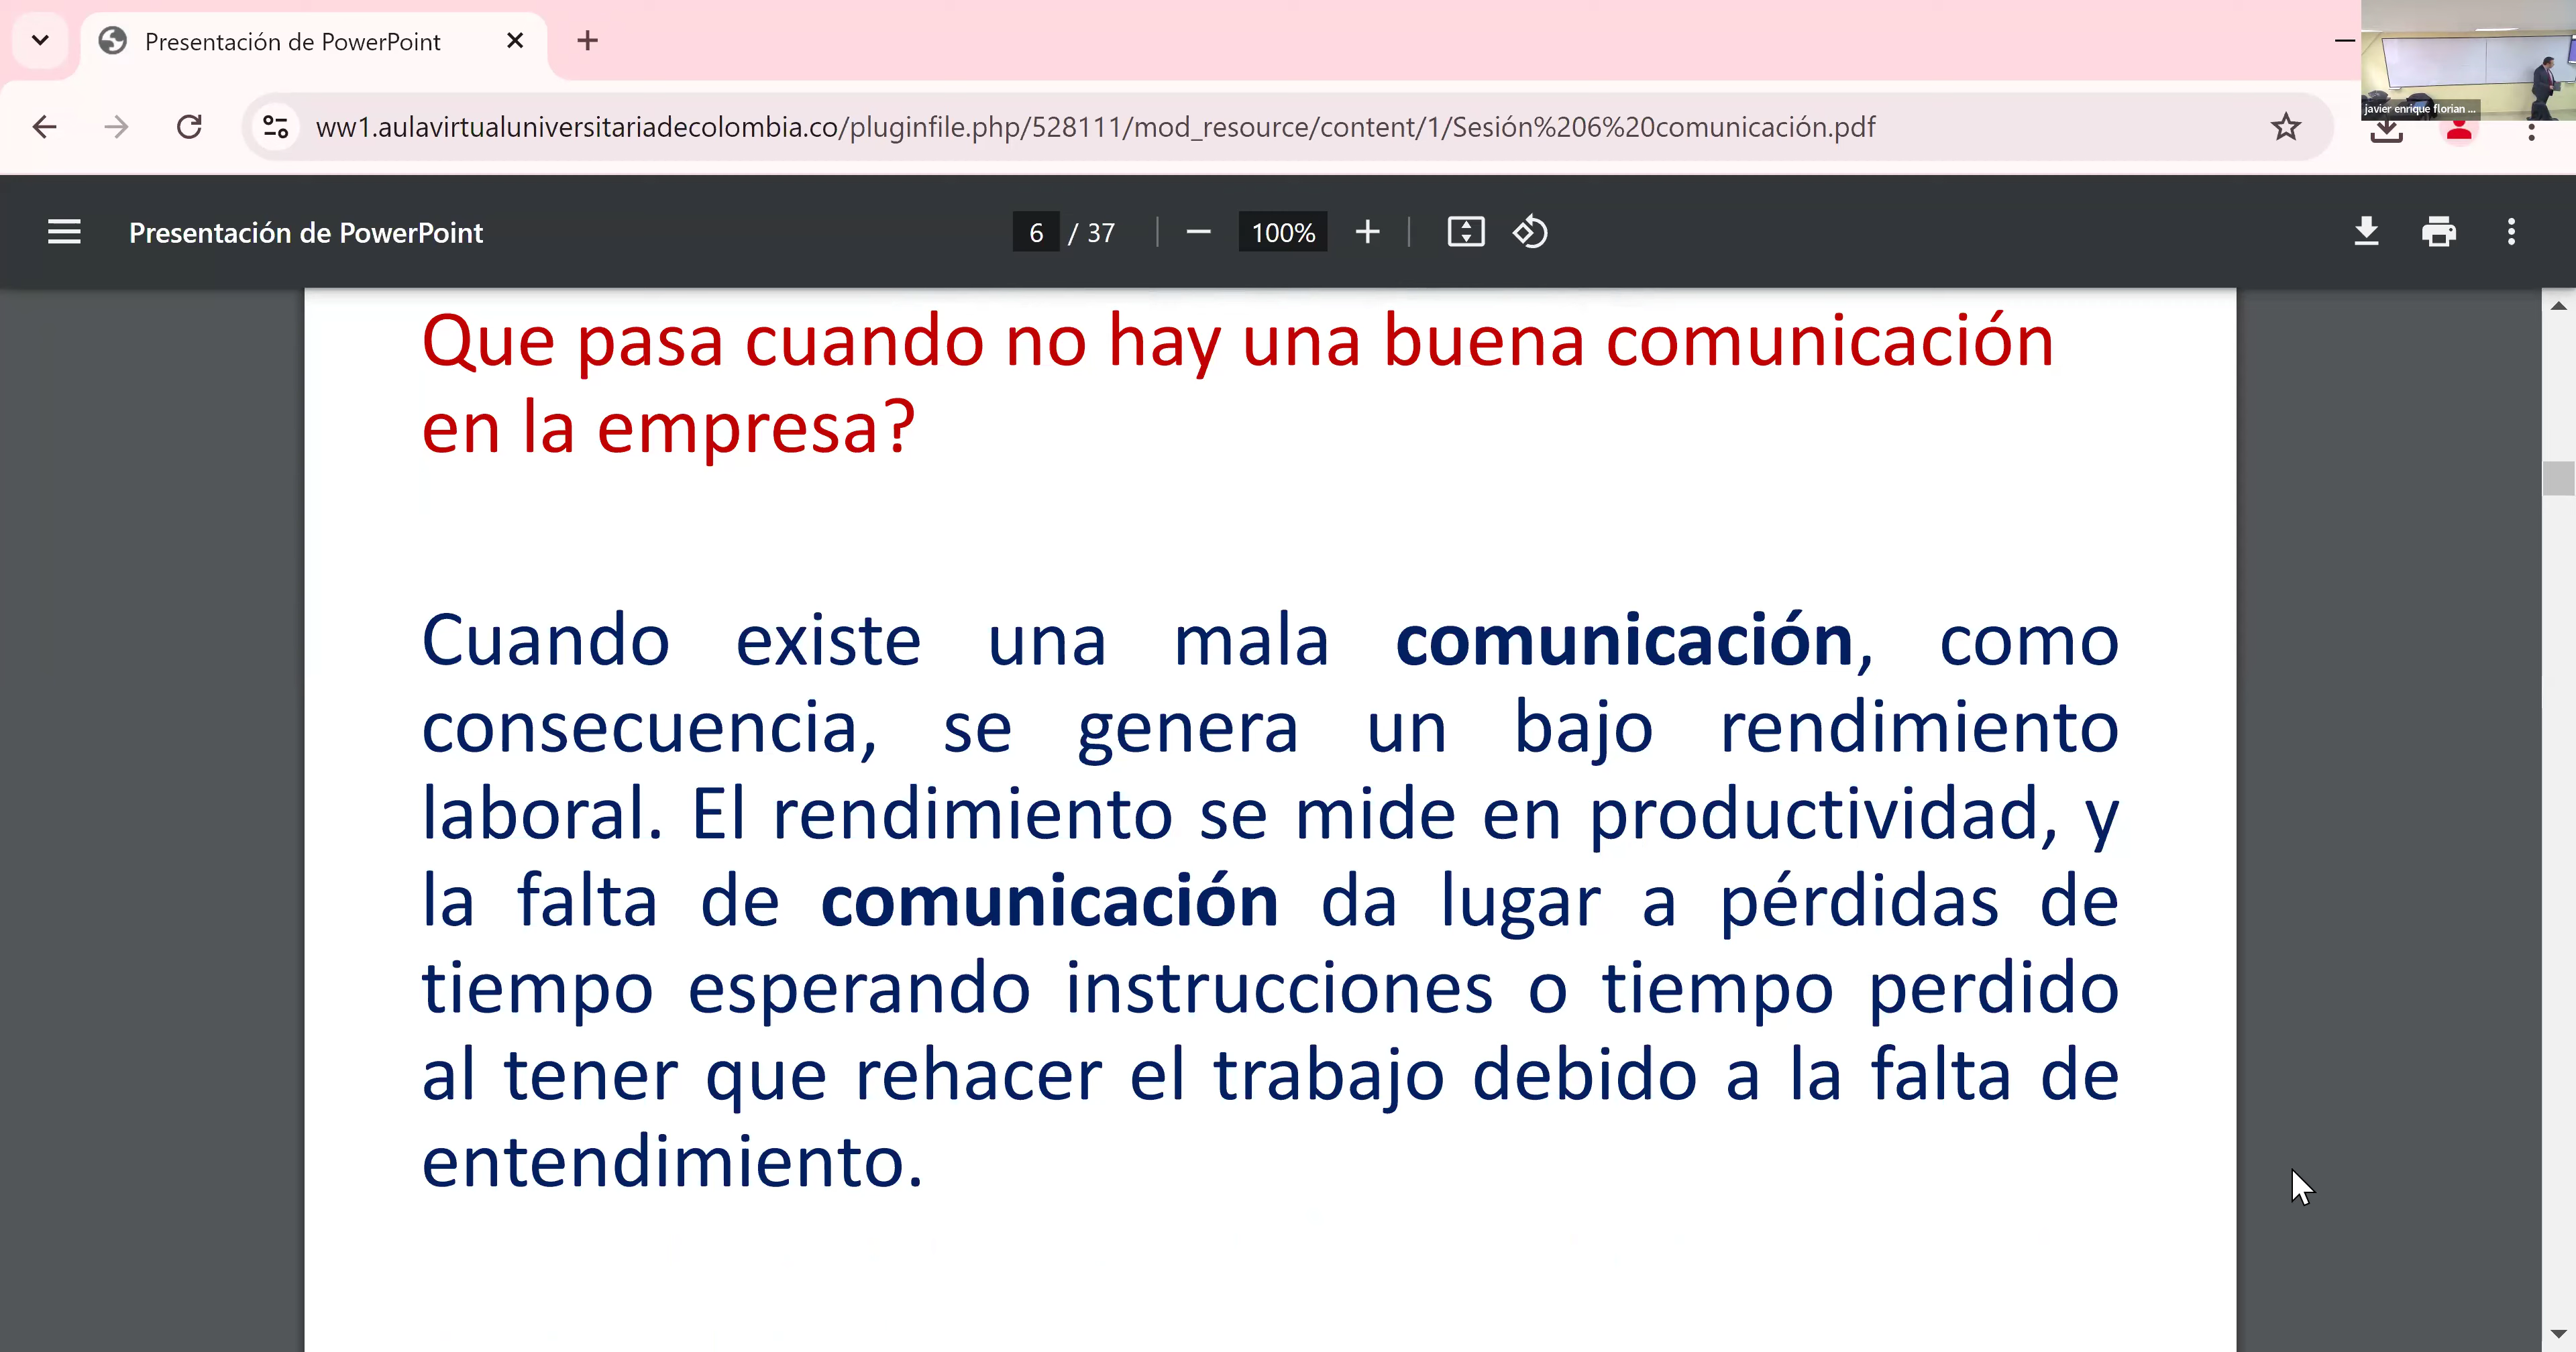 Presentación de PowerPoint
ww1.aulavirtualuniversitariadecolombia.co/pluginfile.php/528111/mod_resource/content/1/Sesión%206%20comunicación.pdf
javier enrique florian ...
Presentación de PowerPoint
6 / 37
100%
Que pasa cuando no hay una buena comunicación
en la empresa?
Cuando existe una mala comunicación, como
consecuencia, se genera un bajo rendimiento
laboral. El rendimiento se mide en productividad, y
la falta de comunicación da lugar a pérdidas de
tiempo esperando instrucciones o tiempo perdido
al tener que rehacer el trabajo debido a la falta de
entendimiento.